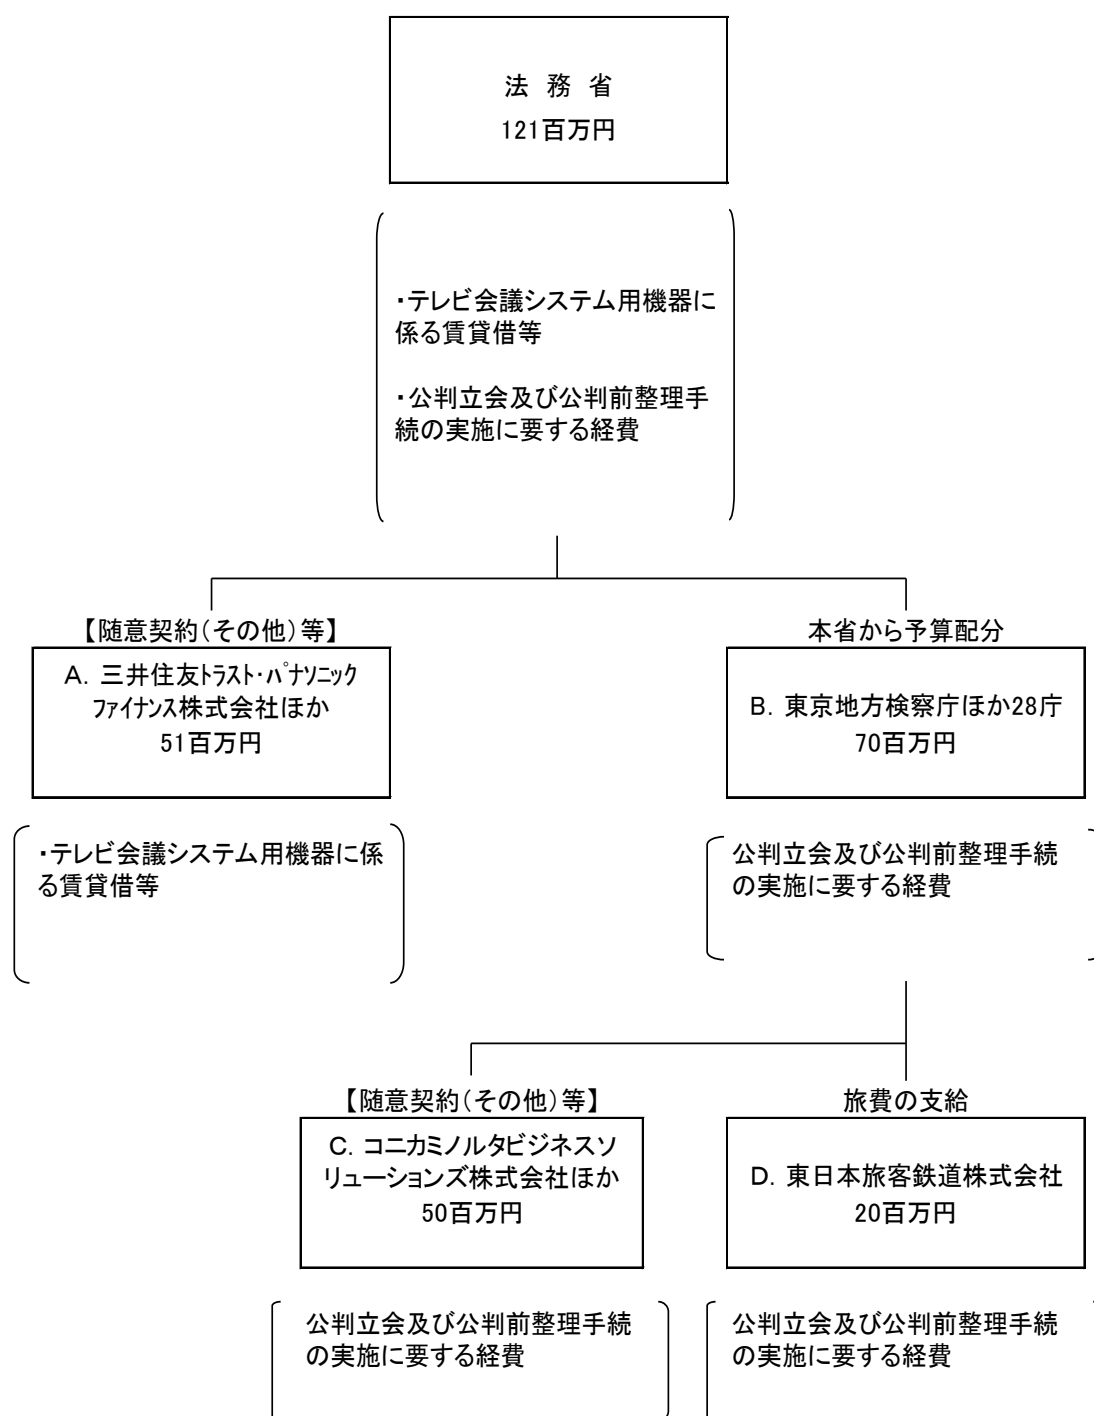 法 務 省
121百万円
・テレビ会議システム用機器に
係る賃貸借等
・公判立会及び公判前整理手
続の実施に要する経費
【随意契約(その他)等】
A. 三井住友ﾄﾗｽﾄ・ﾊﾟﾅｿﾆｯｸ
ﾌｧｲﾅﾝｽ株式会社ほか
51百万円
・テレビ会議システム用機器に係
る賃貸借等
本省から予算配分
B. 東京地方検察庁ほか28庁
70百万円
公判立会及び公判前整理手続
の実施に要する経費
【随意契約(その他)等】
C. コニカミノルタビジネスソ
リューションズ株式会社ほか
50百万円
公判立会及び公判前整理手続
の実施に要する経費
旅費の支給
D. 東日本旅客鉄道株式会社
20百万円
公判立会及び公判前整理手続
の実施に要する経費